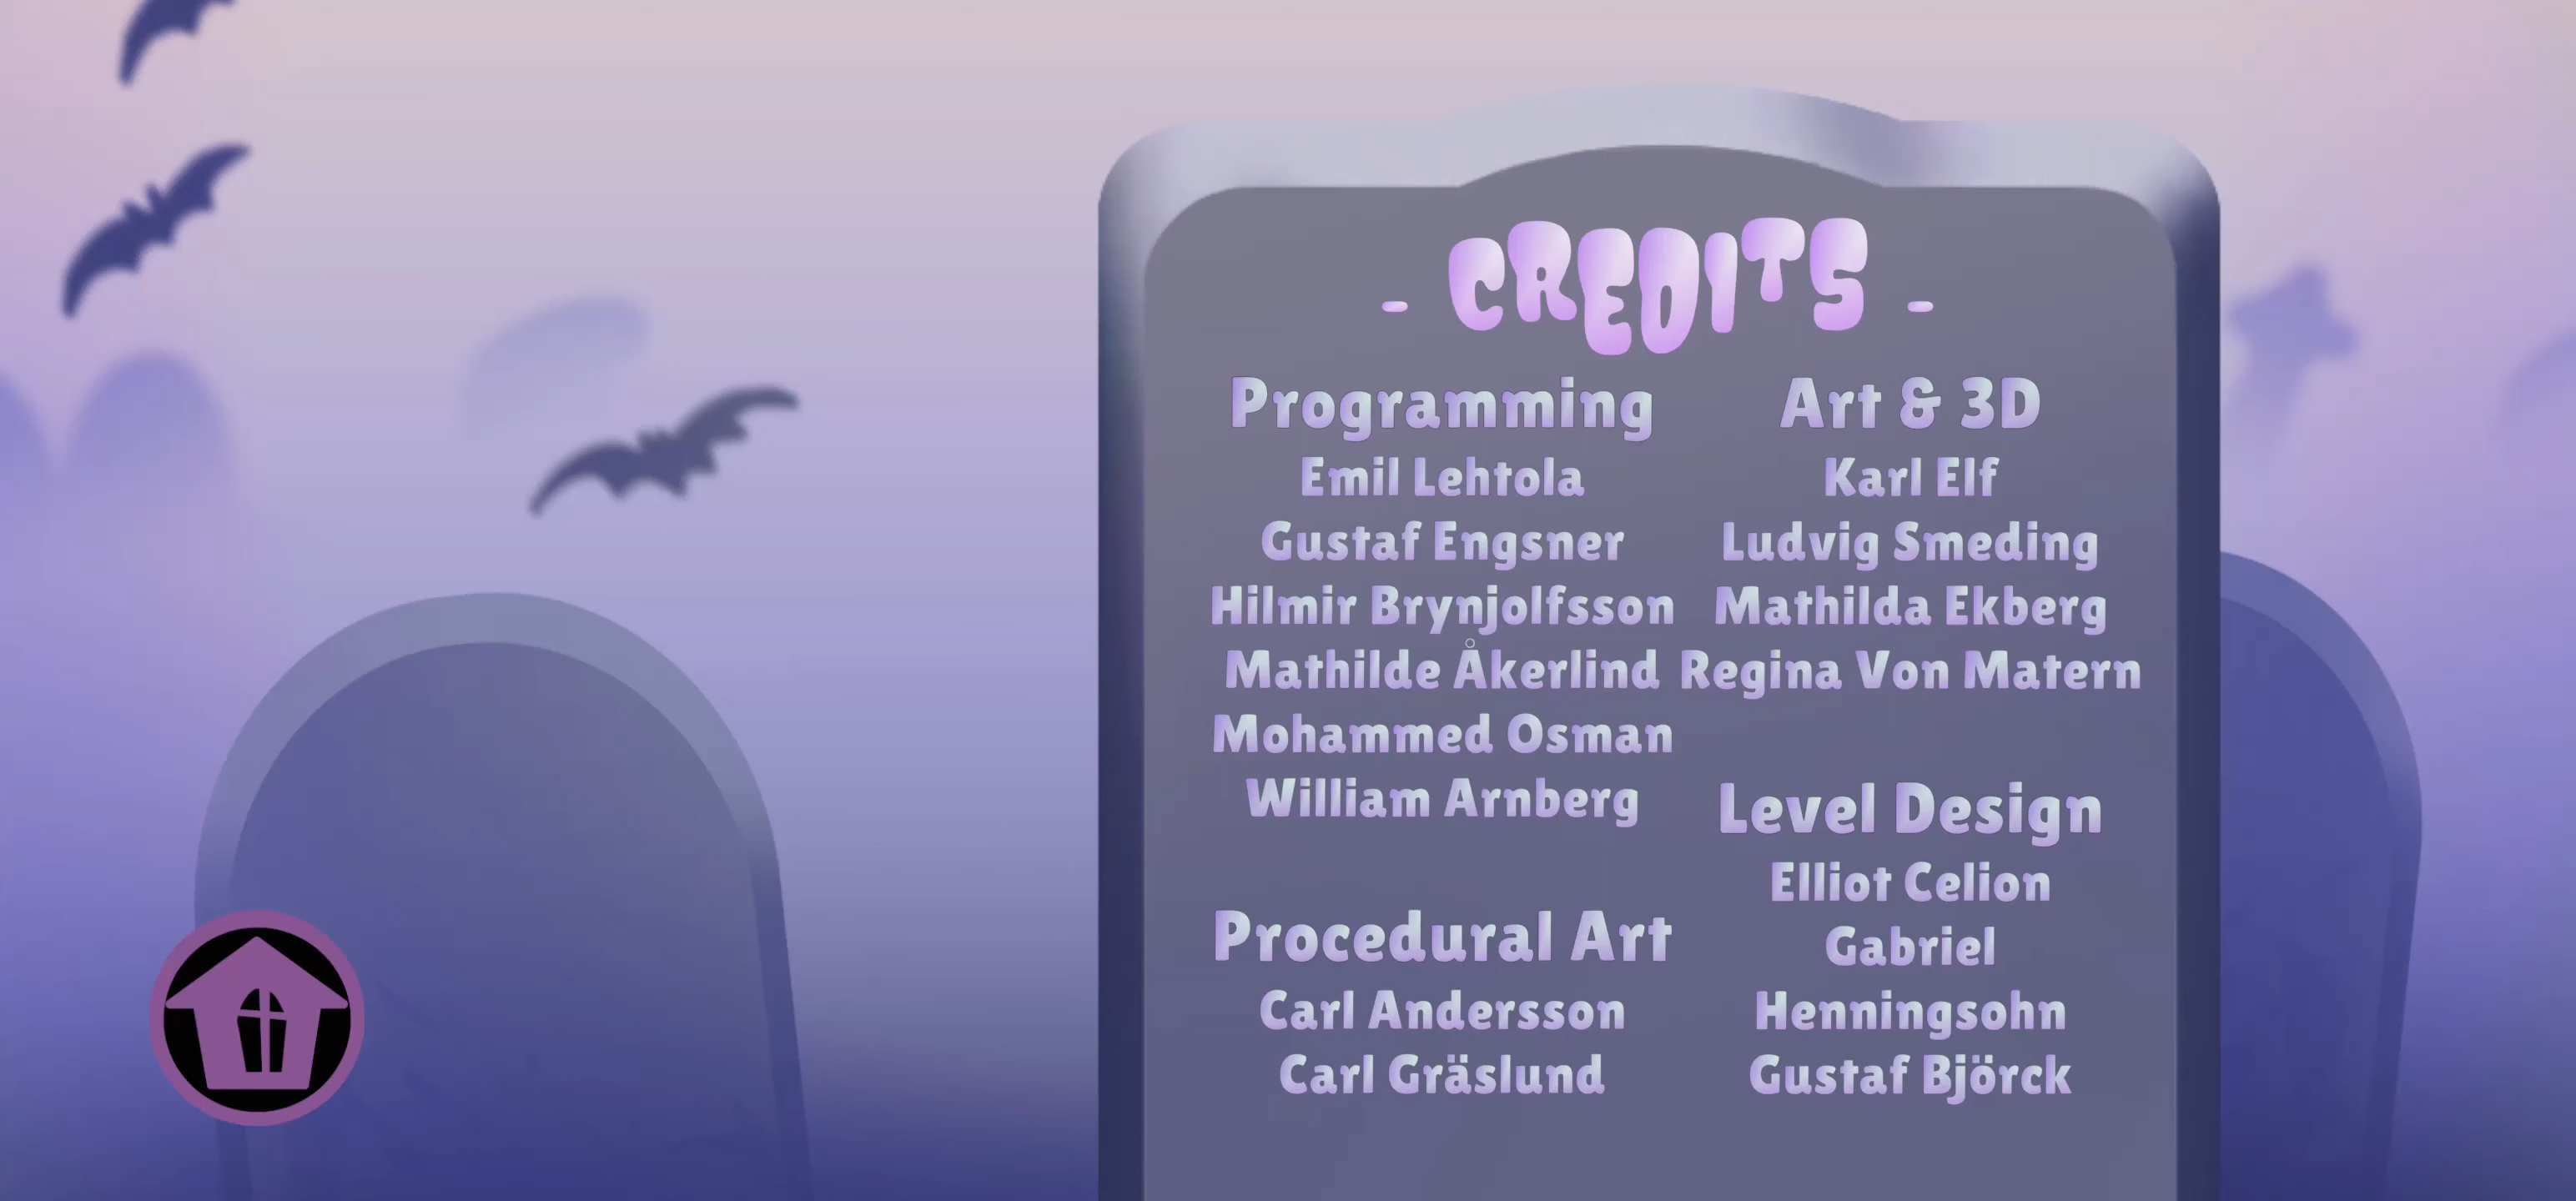 - CREDITS -
Programming
Emil Lehtola
Gustaf Engsner
Hilmir Brynjolfsson
Mathilde Åkerlind
Mohammed Osman
William Arnberg
Procedural Art
Carl Andersson
Carl Gräslund
Art & 3D
Karl Elf
Ludvig Smeding
Mathilda Ekberg
Regina Von Matern
Level Design
Elliot Celion
Gabriel
Henningsohn
Gustaf Björck